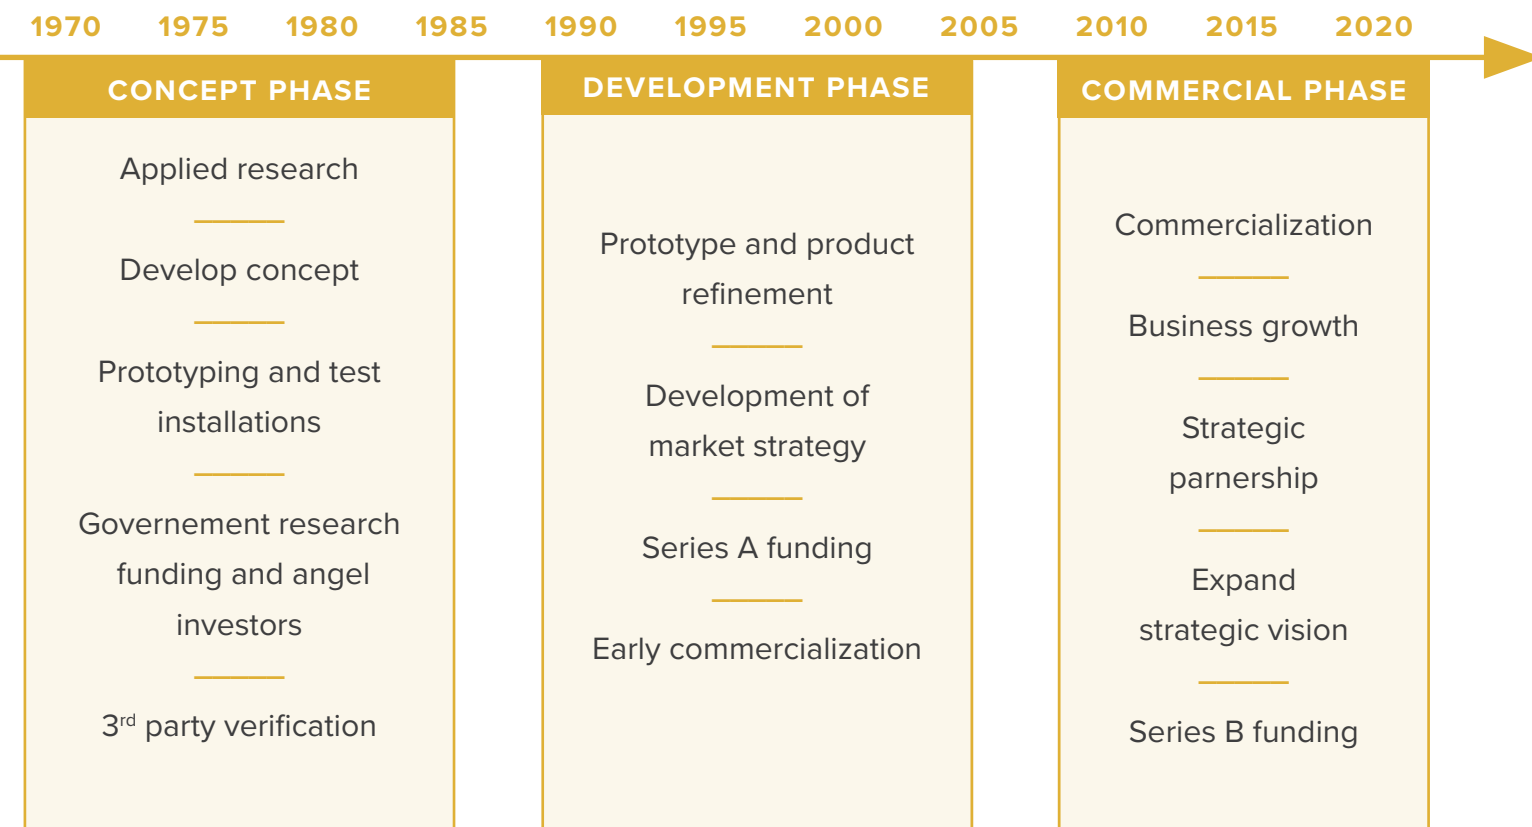 1970 1975 1980 1985 1990 1995 2000 2005 2010 2015 2020
CONCEPT PHASE
Applied research
Develop concept
Prototyping and test
installations
Governement research
funding and angel
investors
3rd party verification
DEVELOPMENT PHASE
Prototype and product
refinement
Development of
market strategy
Series A funding
Early commercialization
COMMERCIAL PHASE
Commercialization
Business growth
Strategic
parnership
Expand
strategic vision
Series B funding